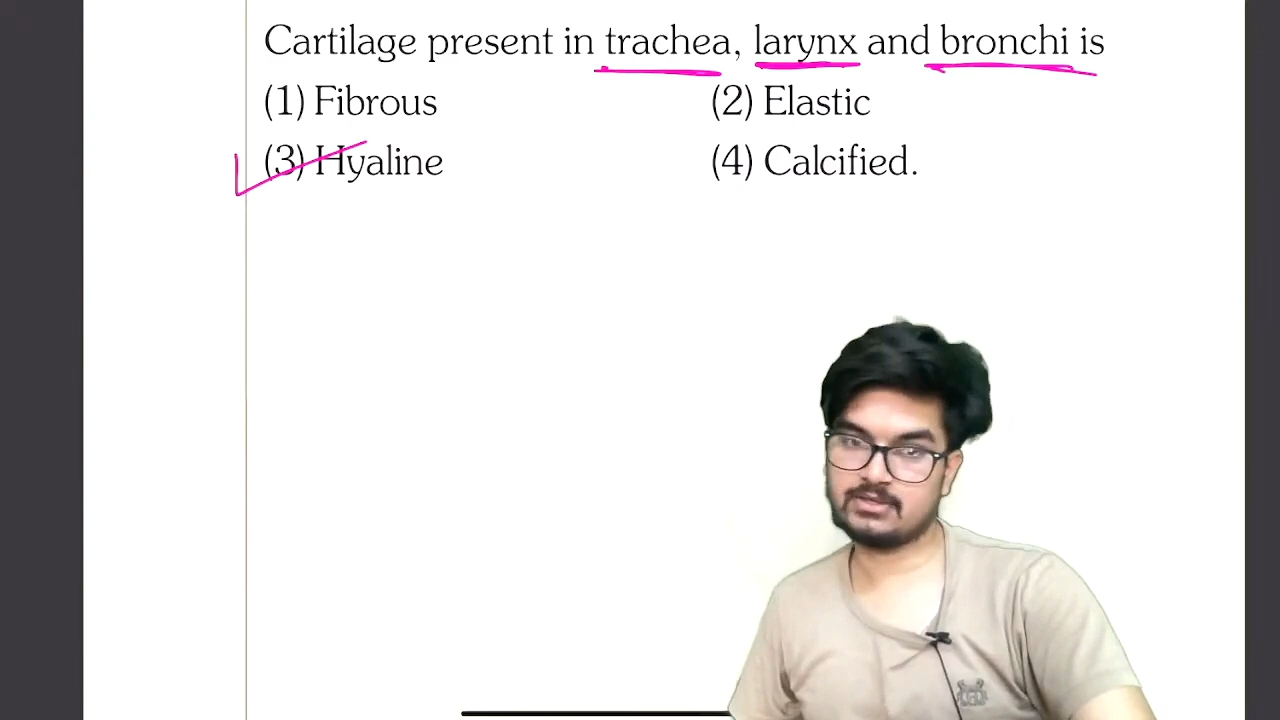 Cartilage present in trachea, larynx and bronchi is
(1) Fibrous (2) Elastic
(3) Hyaline (4) Calcified.